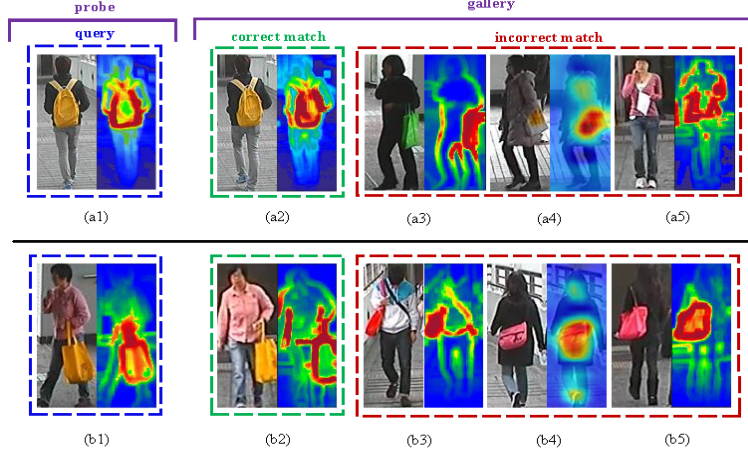 probe
gallery
query
correct match
incorrect match
(a1)
(a2)
(a3)
(a4)
(a5)
(b1)
(b2)
(b3)
(b4)
(b5)